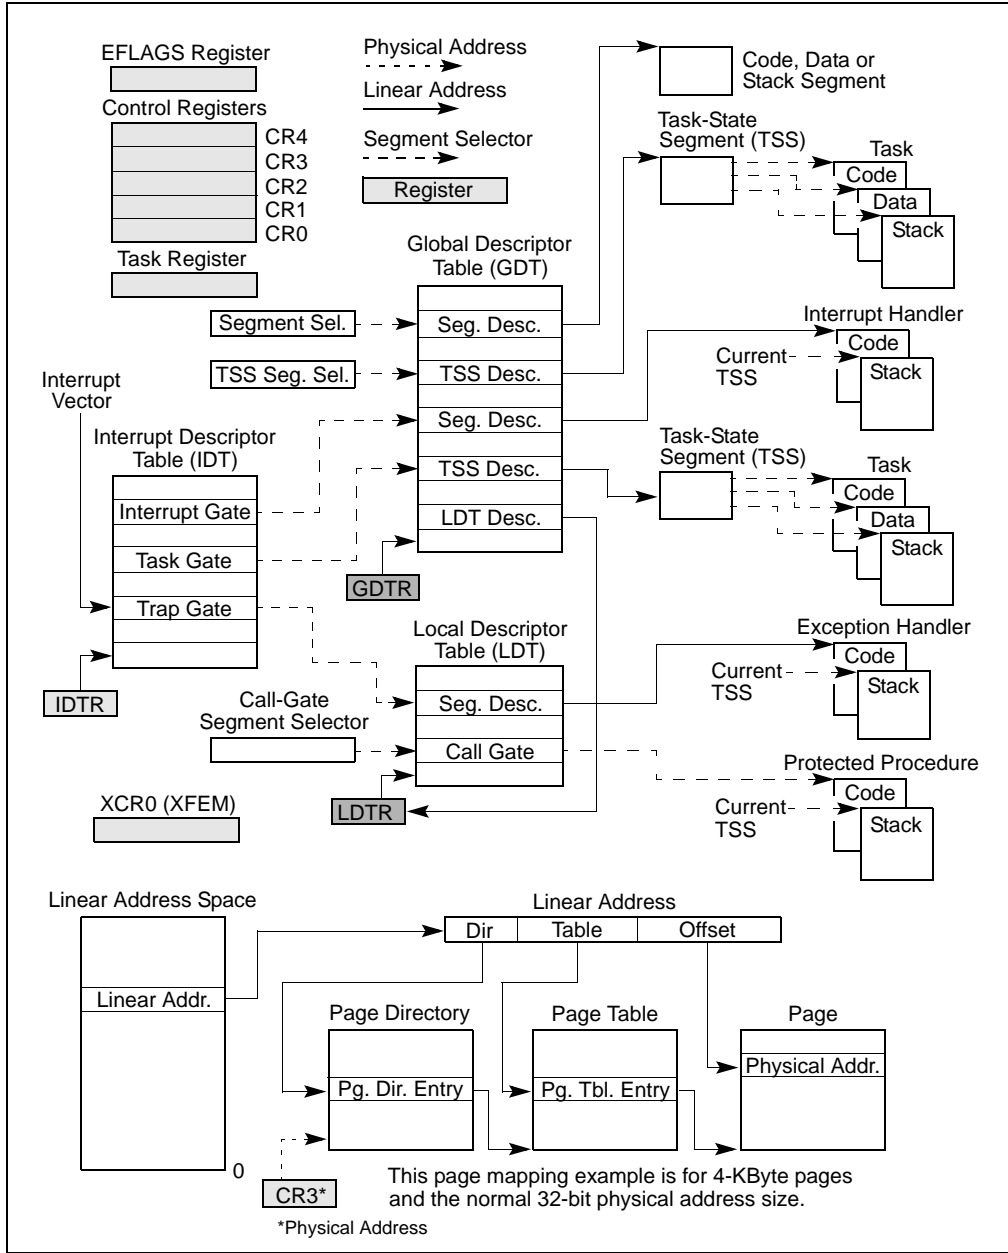 EFLAGS Register
Control Registers
CR4
CR3
CR2
CR1
CR0
Task Register
Physical Address
Linear Address
Segment Selector
Register
Code, Data or
Stack Segment
Task-State
Segment (TSS)
Task
Code
Data
Stack
Global Descriptor
Table (GDT)
Segment Sel.
Seg. Desc.
TSS Seg. Sel.
TSS Desc.
Seg. Desc.
TSS Desc.
LDT Desc.
GDTR
Interrupt Handler
Code
Current
TSS
Stack
Interrupt
Vector
Interrupt Descriptor
Table (IDT)
Interrupt Gate
Task Gate
Trap Gate
IDTR
Task-State
Segment (TSS)
Task
Code
Data
Stack
Local Descriptor
Table (LDT)
Seg. Desc.
Call Gate
Call-Gate
Segment Selector
LDTR
Exception Handler
Code
Current
TSS
Stack
Protected Procedure
Code
Current
TSS
Stack
XCR0 (XFEM)
Linear Address Space
Linear Addr.
0
Linear Address
Dir
Table
Offset
Page Directory
Pg. Dir. Entry
Page Table
Pg. Tbl. Entry
Page
Physical Addr.
CR3*
*Physical Address
This page mapping example is for 4-KByte pages
and the normal 32-bit physical address size.